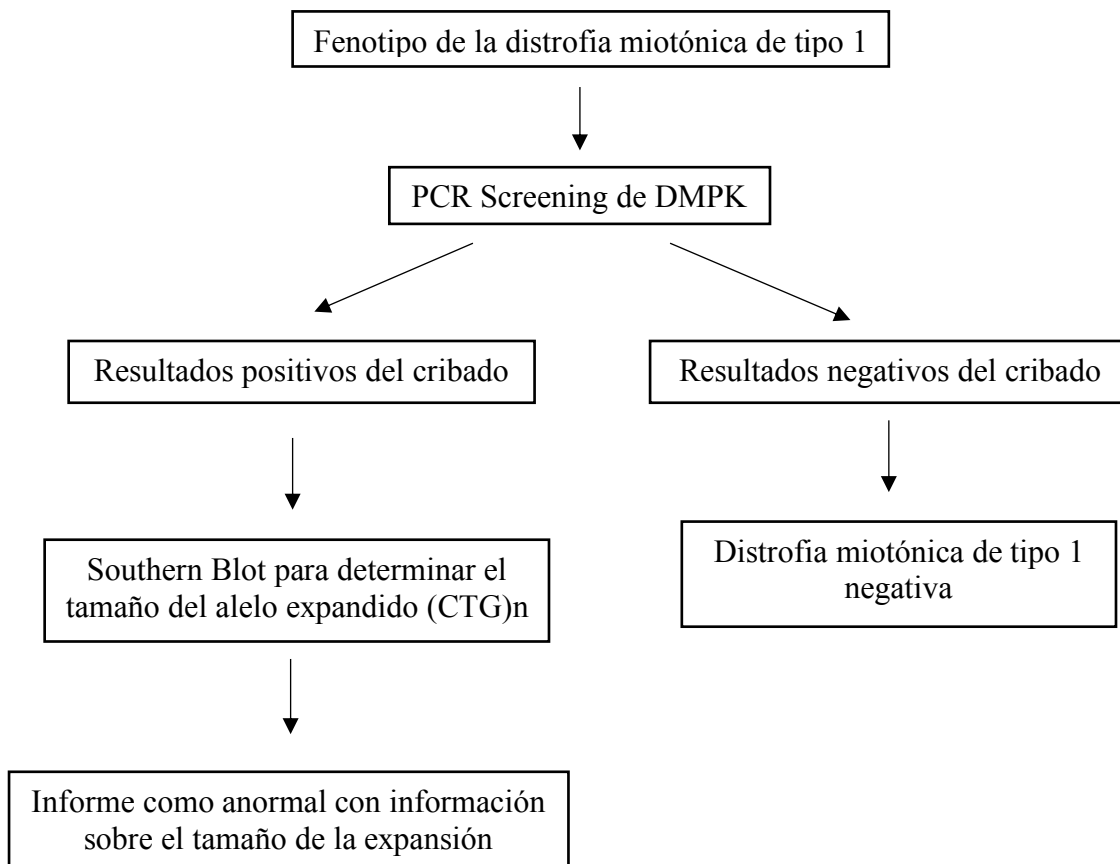 Fenotipo de la distrofia miotónica de tipo 1
PCR Screening de DMPK
Resultados positivos del cribado
Resultados negativos del cribado
Southern Blot para determinar el
tamaño del alelo expandido (CTG)n
Distrofia miotónica de tipo 1
negativa
Informe como anormal con información
sobre el tamaño de la expansión